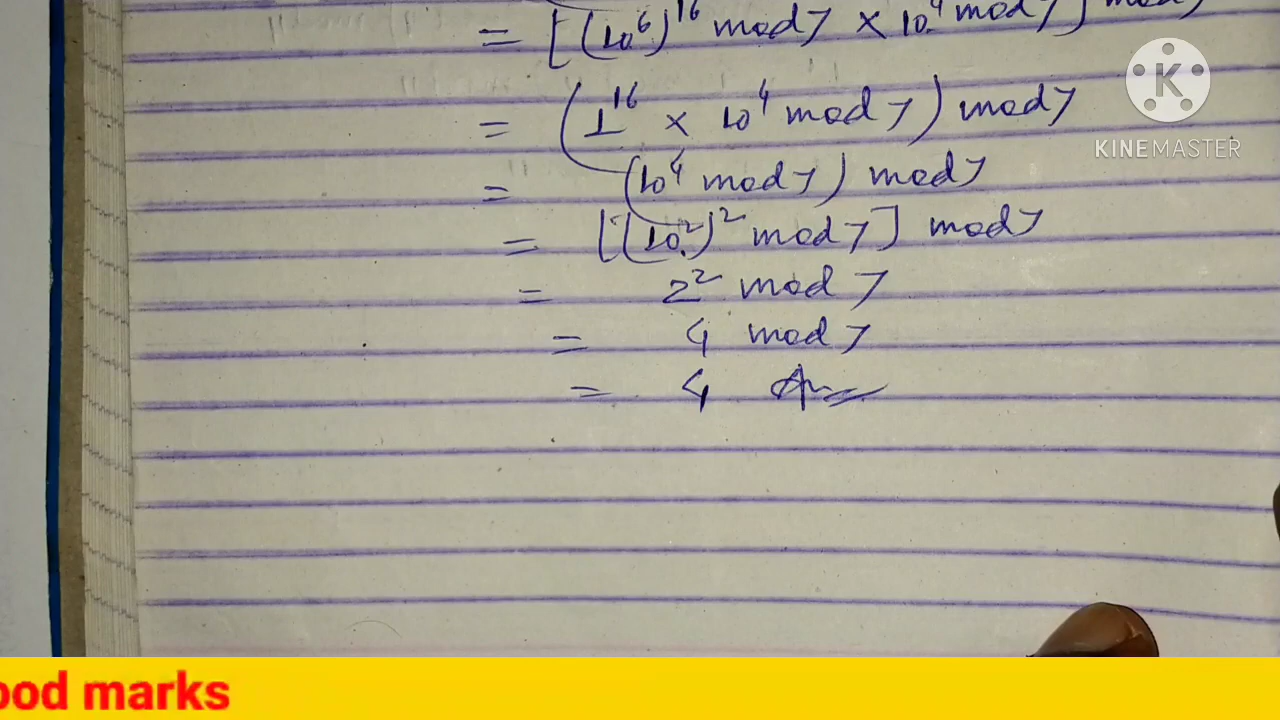 = [(10⁶)¹⁶ mod 7 × 10⁴ mod 7] mod 7
= (1¹⁶ × 10⁴ mod 7) mod 7
= (10⁴ mod 7) mod 7
= [(10²)² mod 7] mod 7
= 2² mod 7
= 4 mod 7
= 4 Ans
K
KINEMASTER
ood marks